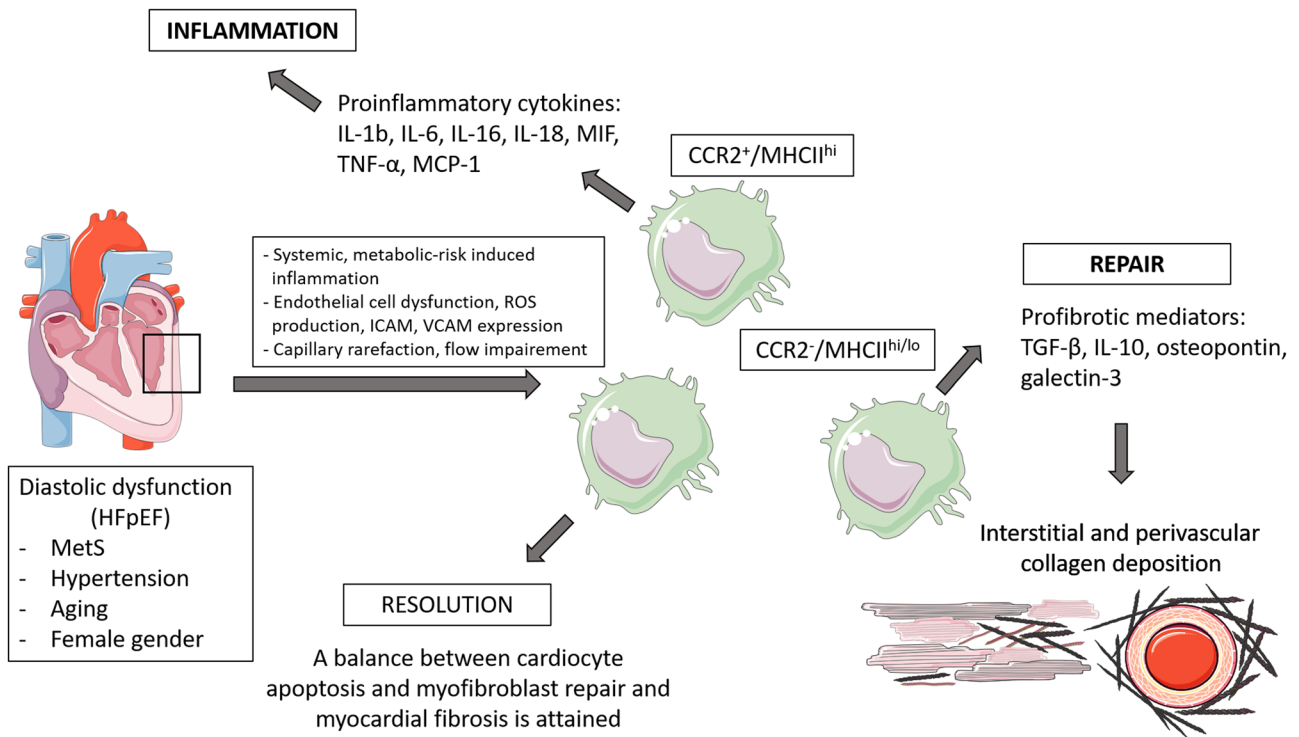 INFLAMMATION
Proinflammatory cytokines:
IL-1b, IL-6, IL-16, IL-18, MIF,
TNF-α, MCP-1
CCR2⁺/MHCIIʰⁱ
- Systemic, metabolic-risk induced
inflammation
- Endothelial cell dysfunction, ROS
production, ICAM, VCAM expression
- Capillary rarefaction, flow impairement
CCR2⁻/MHCIIʰⁱ/ˡᵒ
REPAIR
Profibrotic mediators:
TGF-β, IL-10, osteopontin,
galectin-3
Interstitial and perivascular
collagen deposition
Diastolic dysfunction
(HFpEF)
- MetS
- Hypertension
- Aging
- Female gender
RESOLUTION
A balance between cardiocyte
apoptosis and myofibroblast repair and
myocardial fibrosis is attained